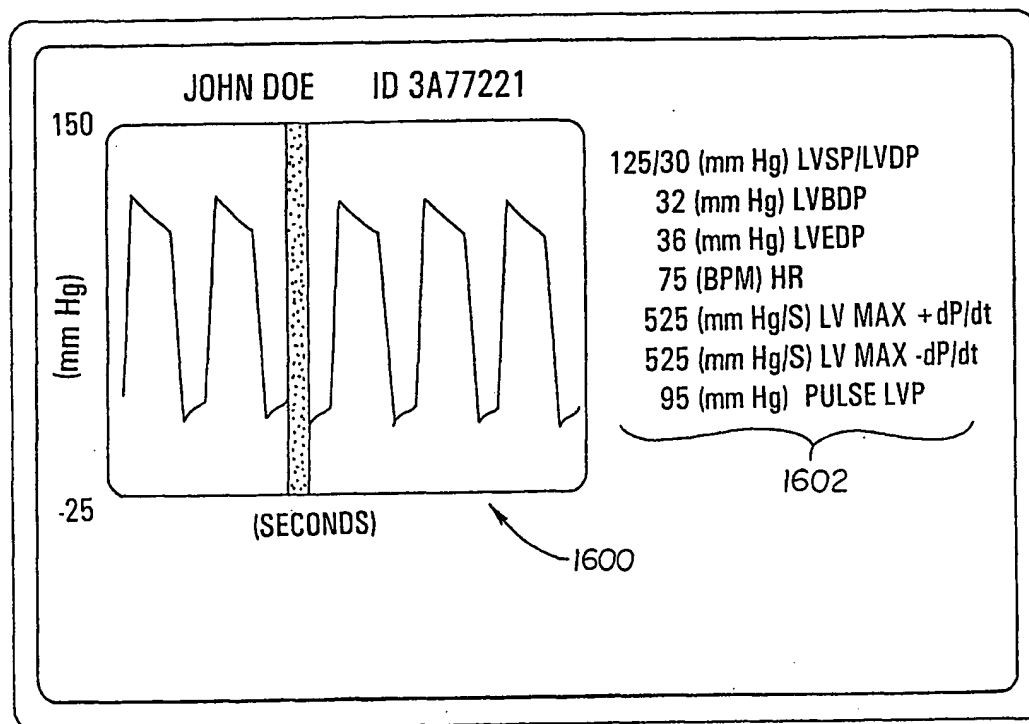 JOHN DOE ID 3A77221
150
(mm Hg)
-25
(SECONDS)
1600
125/30 (mm Hg) LVSP/LVDP
32 (mm Hg) LVBDP
36 (mm Hg) LVEDP
75 (BPM) HR
525 (mm Hg/S) LV MAX +dP/dt
525 (mm Hg/S) LV MAX -dP/dt
95 (mm Hg) PULSE LVP
1602